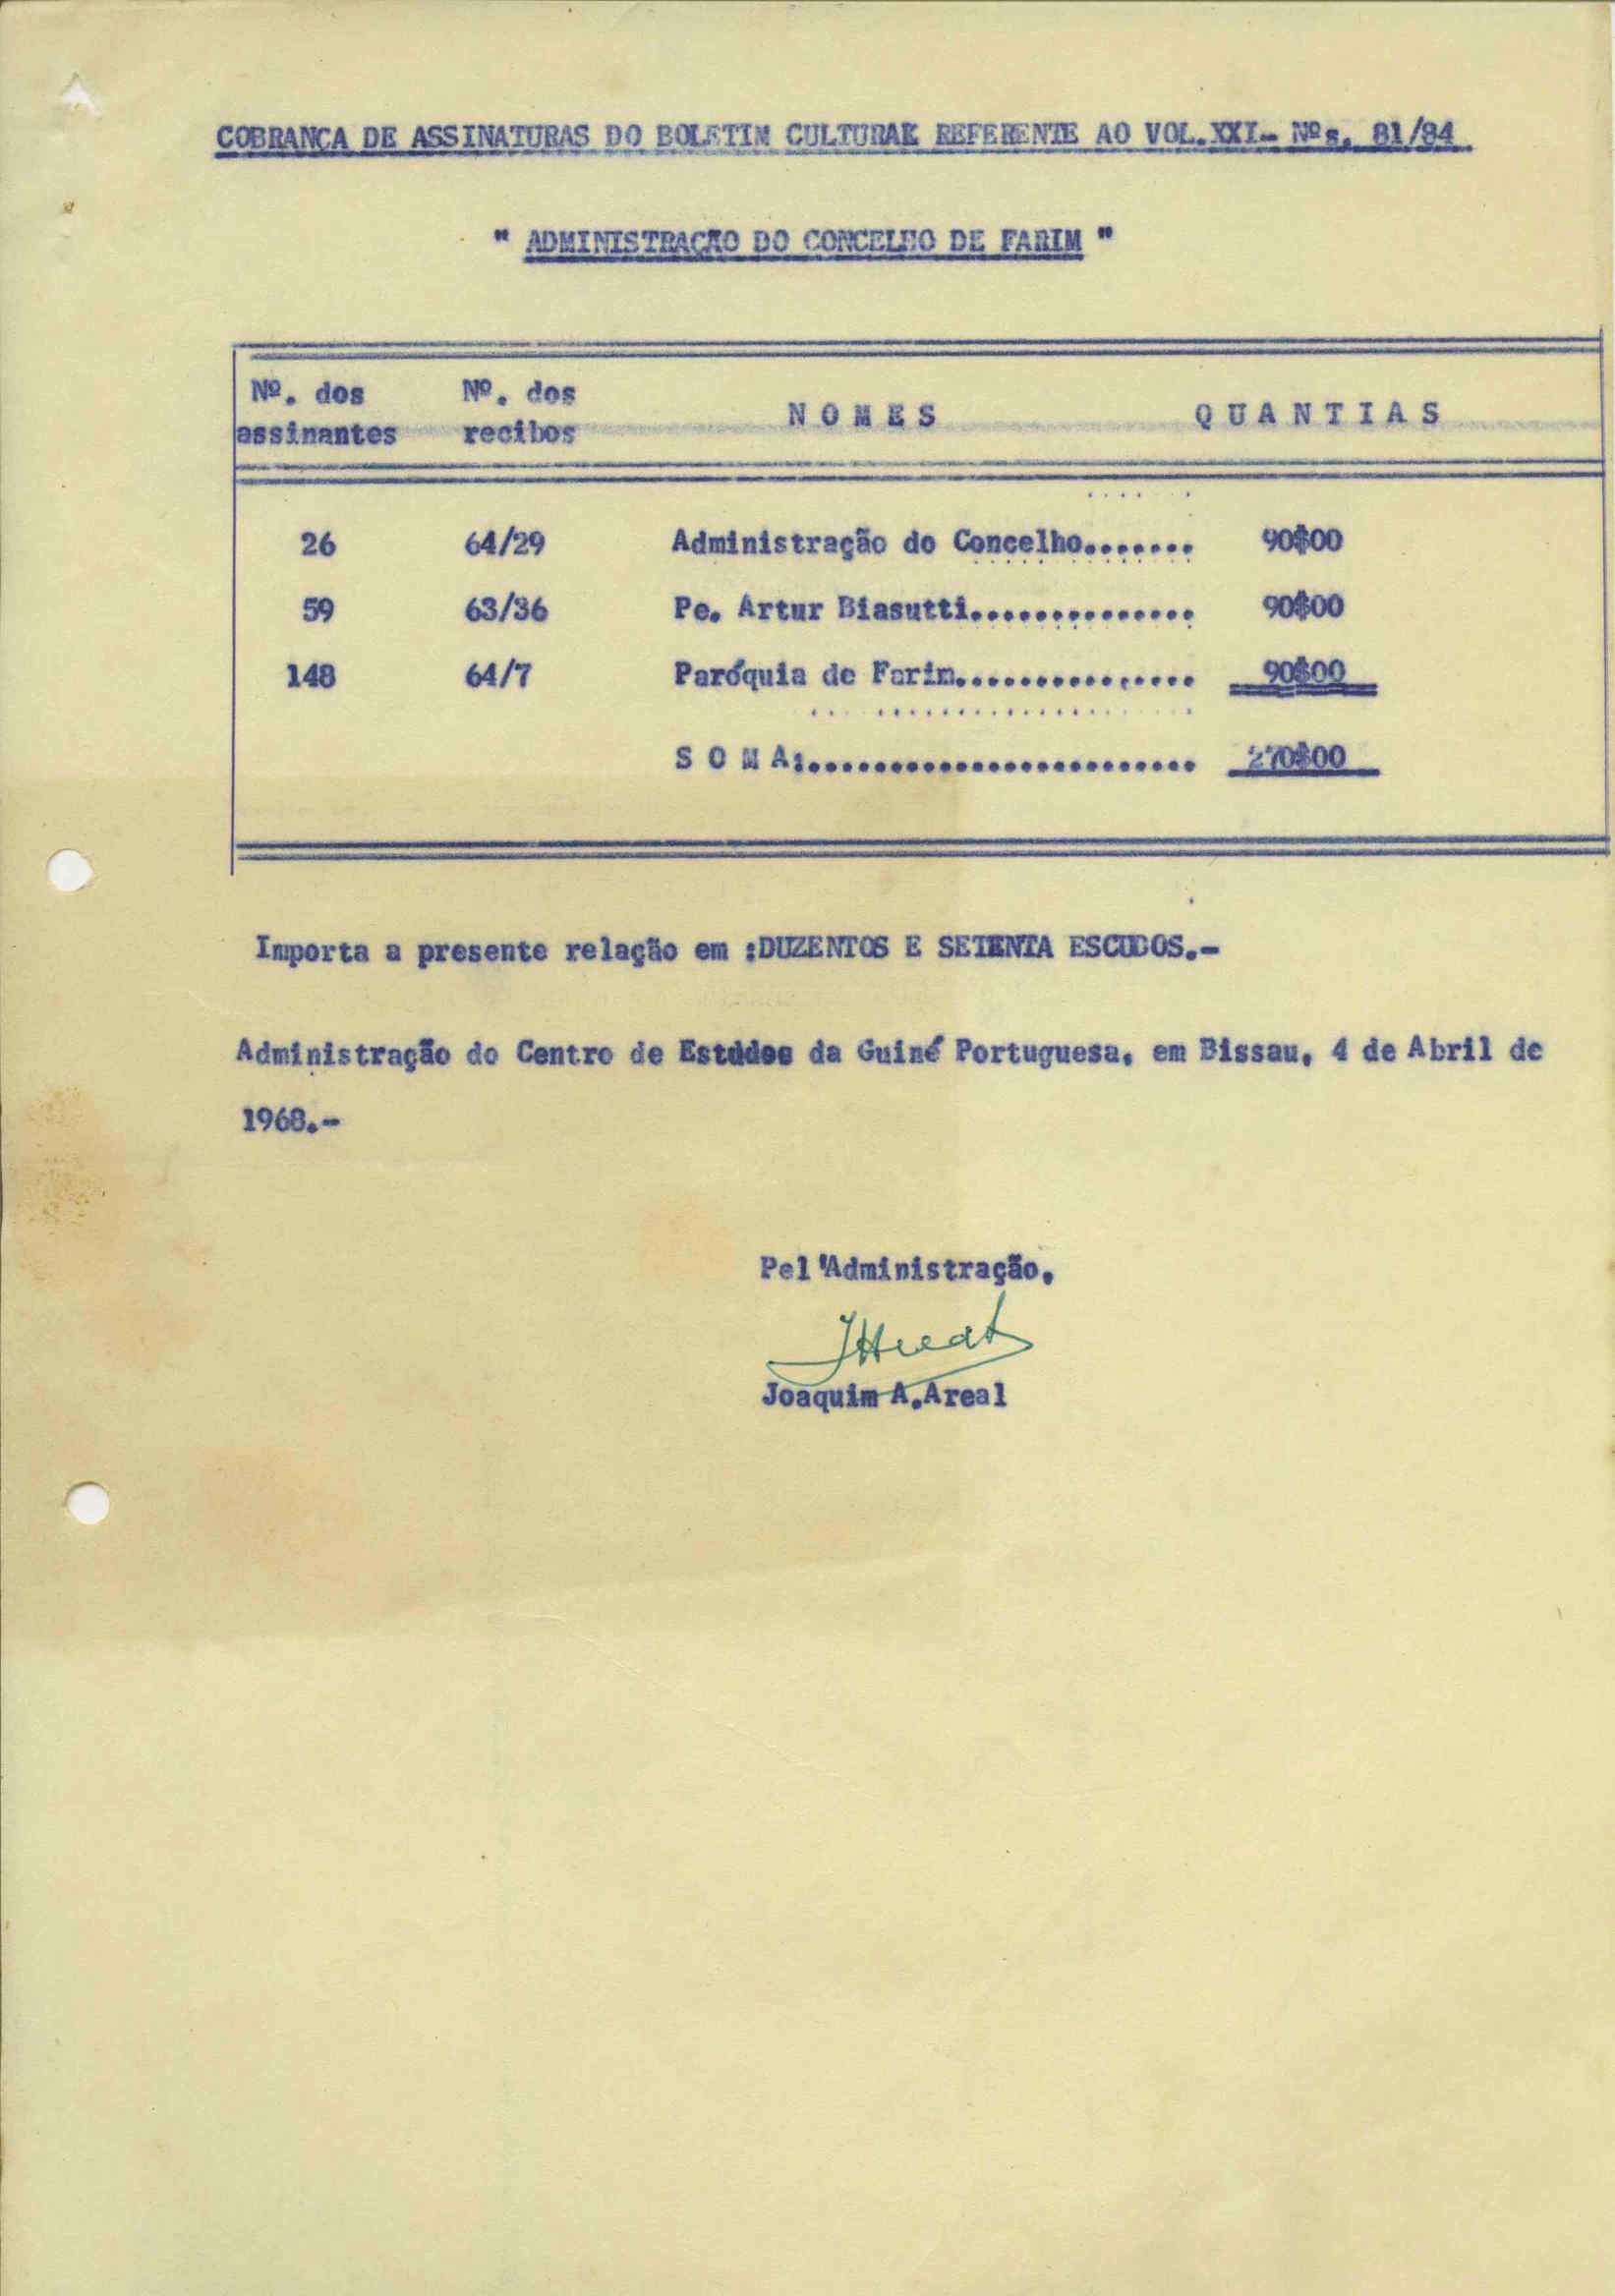 COBRANCA DE ASSINATURAS DO BOLETIM CULTURAL REFERENTE AO VOL.XXI- Nºs. 81/84
" ADMINISTRAÇÃO DO CONCELHO DE FARIM "
Nº. dos Nº. dos
N O M E S Q U A N T I A S
assinantes recibos
26 64/29 Administração do Concelho....... 90$00
59 63/36 Pe. Artur Biasutti.............. 90$00
148 64/7 Paróquia de Farim............... 90$00
S O M A:........................ 270$00
Importa a presente relação em :DUZENTOS E SETENTA ESCUDOS.-
Administração do Centro de Estudos da Guiné Portuguesa, em Bissau, 4 de Abril de
1968.-
Pel'Administração,
Joaquim A.Areal